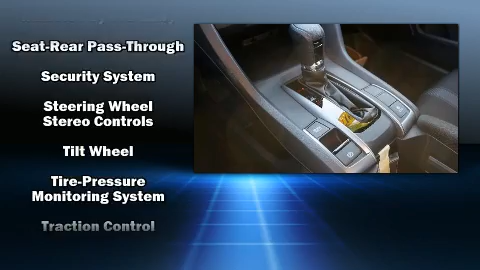 Seat-Rear Pass-Through
Security System
Steering Wheel
Stereo Controls
Tilt Wheel
Tire-Pressure
Monitoring System
Traction Control